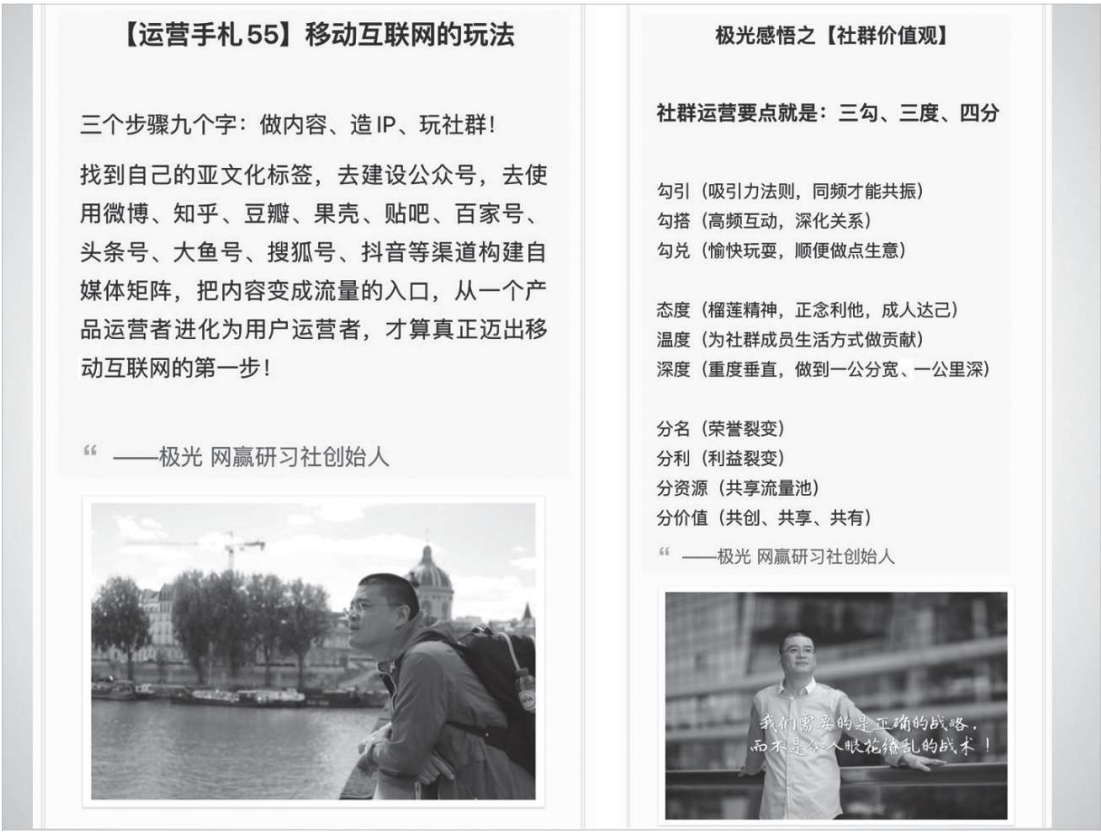 【运营手札55】移动互联网的玩法
三个步骤九个字：做内容、造IP、玩社群！
找到自己的亚文化标签，去建设公众号，去使
用微博、知乎、豆瓣、果壳、贴吧、百家号、
头条号、大鱼号、搜狐号、抖音等渠道构建自
媒体矩阵，把内容变成流量的入口，从一个产
品运营者进化为用户运营者，才算真正迈出移
动互联网的第一步！
“ ——极光 网赢研习社创始人
极光感悟之【社群价值观】
社群运营要点就是：三勾、三度、四分
勾引（吸引力法则，同频才能共振）
勾搭（高频互动，深化关系）
勾兑（愉快玩耍，顺便做点生意）
态度（榴莲精神，正念利他，成人达己）
温度（为社群成员生活方式做贡献）
深度（重度垂直，做到一公分宽、一公里深）
分名（荣誉裂变）
分利（利益裂变）
分资源（共享流量池）
分价值（共创、共享、共有）
“ ——极光 网赢研习社创始人
我们需要的是正确的战略，
而不是令人眼花缭乱的战术！